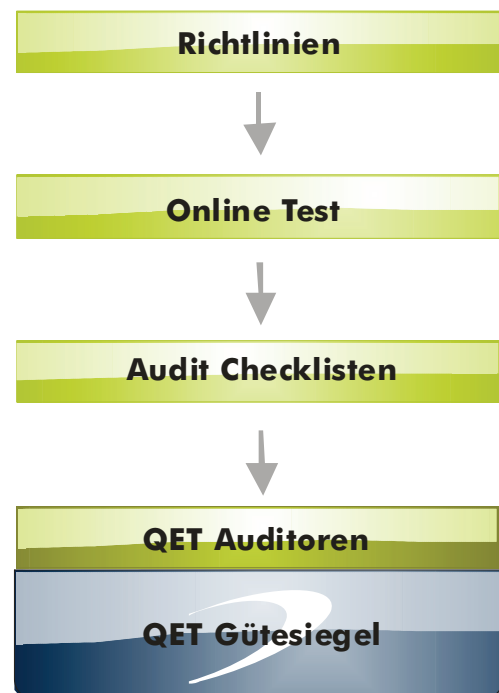 Richtlinien
Online Test
Audit Checklisten
QET Auditoren
QET Gütesiegel